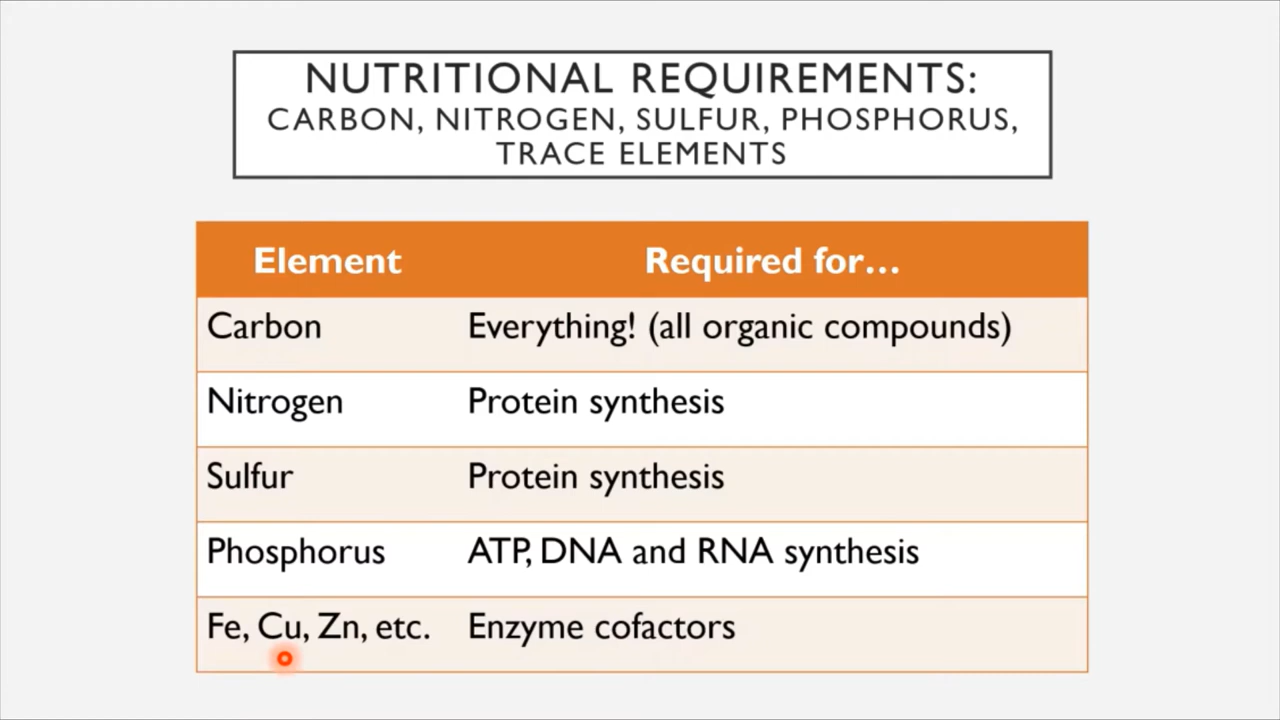 NUTRITIONAL REQUIREMENTS:
CARBON, NITROGEN, SULFUR, PHOSPHORUS,
TRACE ELEMENTS
Element Required for...
Carbon Everything! (all organic compounds)
Nitrogen Protein synthesis
Sulfur Protein synthesis
Phosphorus ATP, DNA and RNA synthesis
Fe, Cu, Zn, etc. Enzyme cofactors